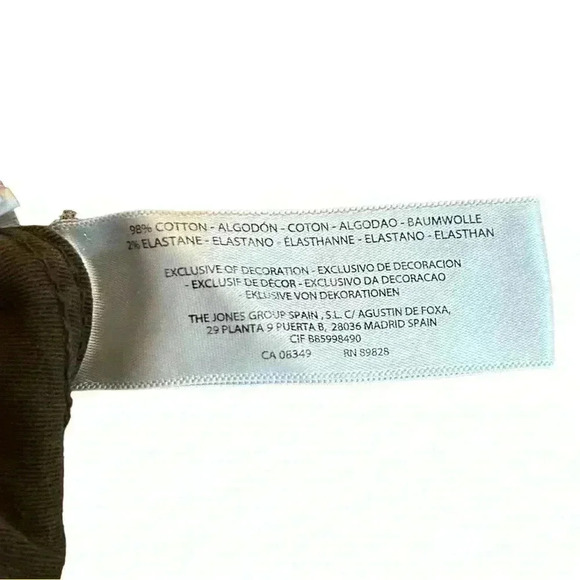 98% COTTON - ALGODÓN - COTON - ALGODAO - BAUMWOLLE
2% ELASTANE - ELASTANO - ÉLASTHANNE - ELASTANO - ELASTHAN
EXCLUSIVE OF DECORATION - EXCLUSIVO DE DECORACION
- EXCLUSIF DE DÉCOR - EXCLUSIVO DA DECORACAO
- EKLUSIVE VON DEKORATIONEN
THE JONES GROUP SPAIN , S.L. C/ AGUSTIN DE FOXA,
29 PLANTA 9 PUERTA B, 28036 MADRID SPAIN
CIF B85998490
CA 08349 RN 89828